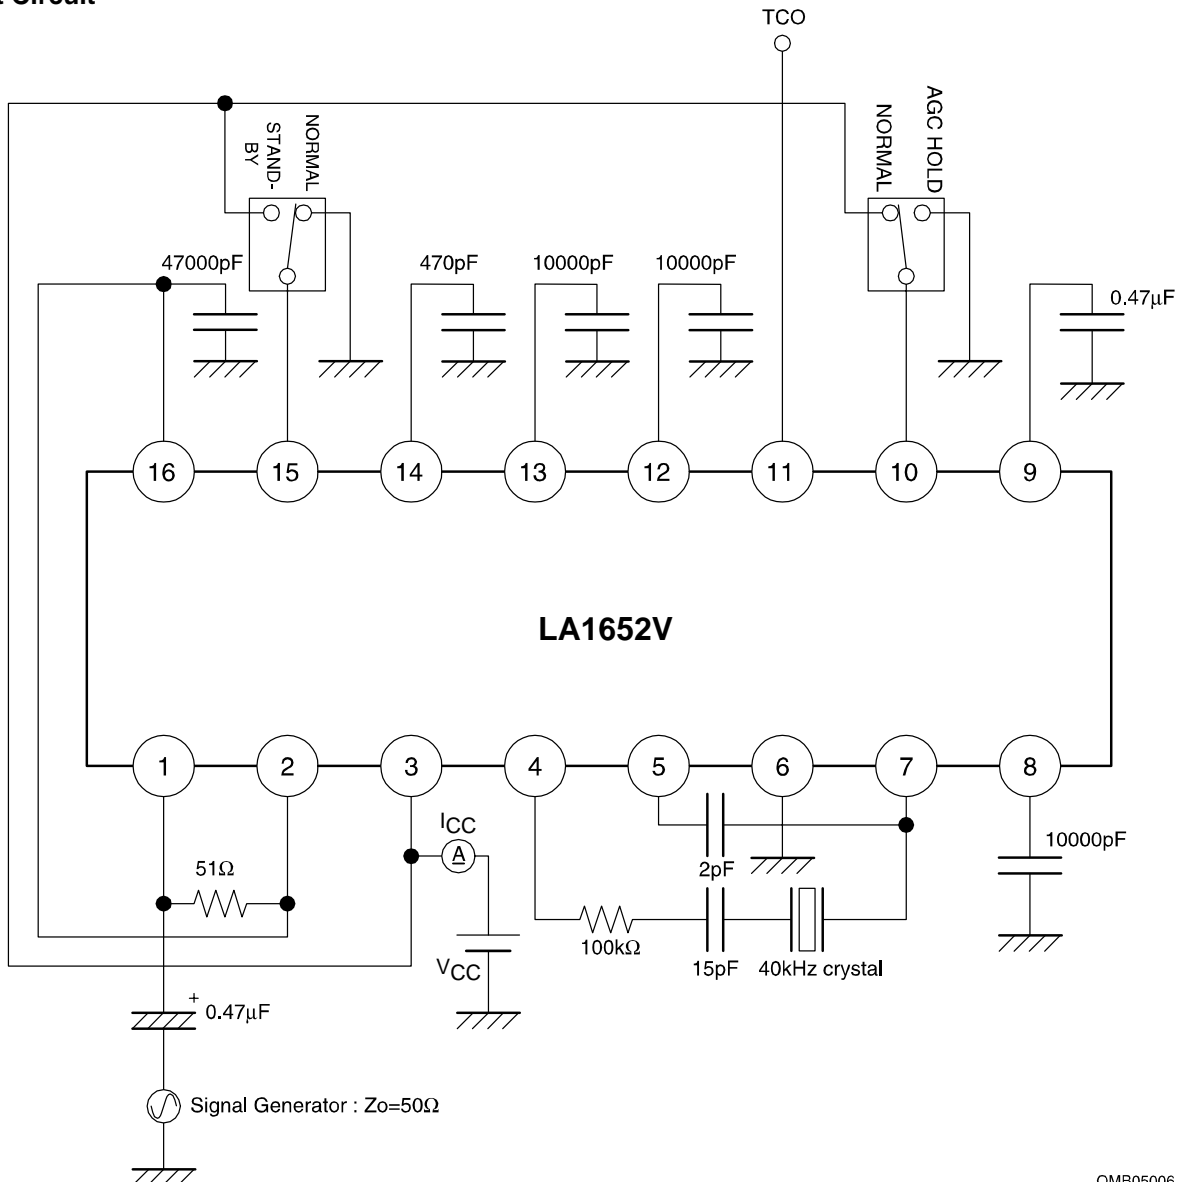 TCO
NORMAL
STAND-
BY
NORMAL
AGC HOLD
47000pF
470pF
10000pF
10000pF
0.47μF
16
15
14
13
12
11
10
9
LA1652V
1
2
3
4
5
6
7
8
ICC
A
51Ω
2pF
10000pF
100kΩ
VCC
15pF
40kHz crystal
+
0.47μF
Signal Generator : Zo=50Ω